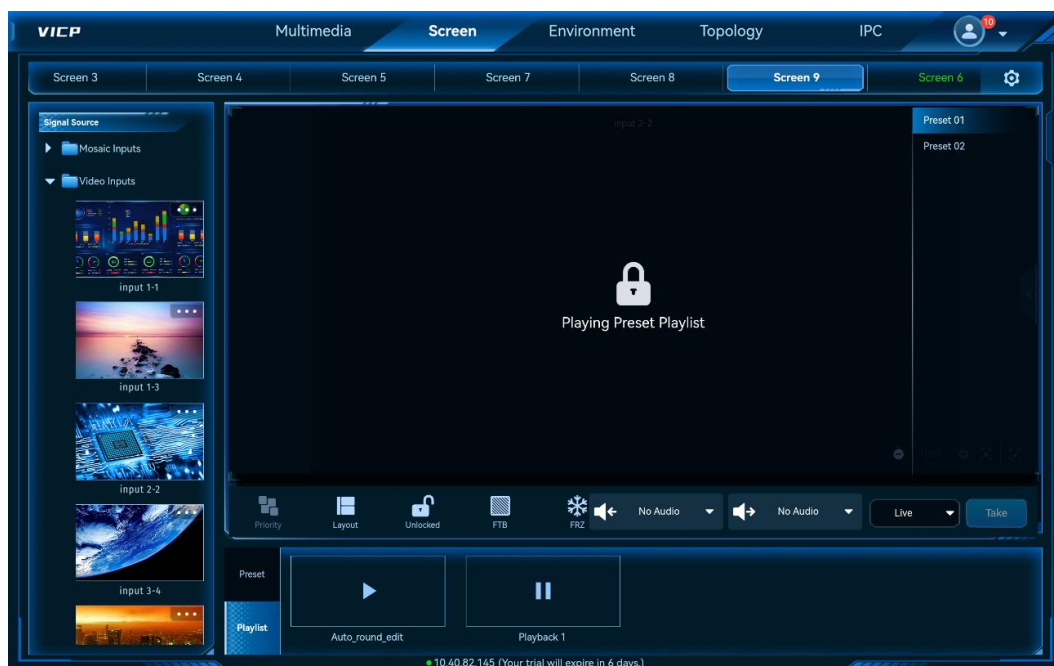 VICP
Multimedia
Screen
Environment
Topology
IPC
10
Screen 3
Screen 4
Screen 5
Screen 7
Screen 8
Screen 9
Screen 6
Signal Source
Mosaic Inputs
Video Inputs
input 1-1
input 1-3
input 2-2
input 3-4
input 2-2
Preset 01
Preset 02
Playing Preset Playlist
100%
Priority
Layout
Unlocked
FTB
FRZ
No Audio
No Audio
Live
Take
Preset
Playlist
Auto_round_edit
Playback 1
10.40.82.145 (Your trial will expire in 6 days.)